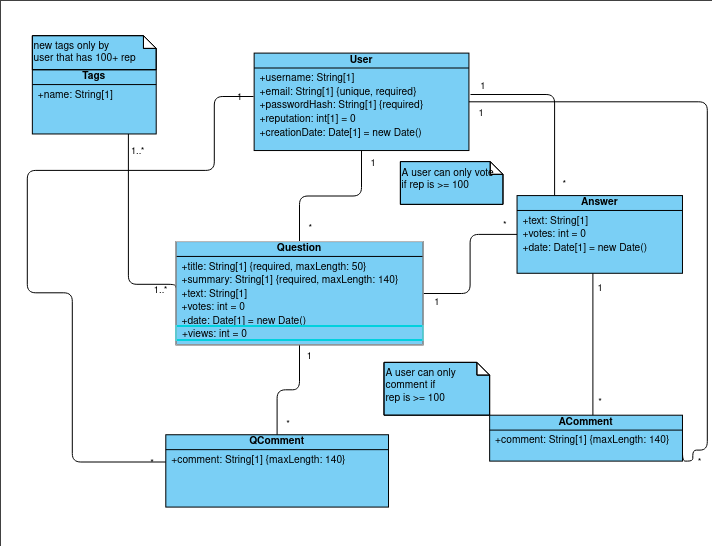 new tags only by
user that has 100+ rep
Tags
+name: String[1]
User
+username: String[1]
+email: String[1] {unique, required}
+passwordHash: String[1] {required}
+reputation: int[1] = 0
+creationDate: Date[1] = new Date()
1
1
1
1..*
1
A user can only vote
if rep is >= 100
*
Answer
+text: String[1]
+votes: int = 0
+date: Date[1] = new Date()
*
*
Question
+title: String[1] {required, maxLength: 50}
+summary: String[1] {required, maxLength: 140}
+text: String[1]
+votes: int = 0
+date: Date[1] = new Date()
+views: int = 0
1..*
1
1
1
A user can only
comment if
rep is >= 100
*
*
AComment
+comment: String[1] {maxLength: 140}
*
QComment
+comment: String[1] {maxLength: 140}
*